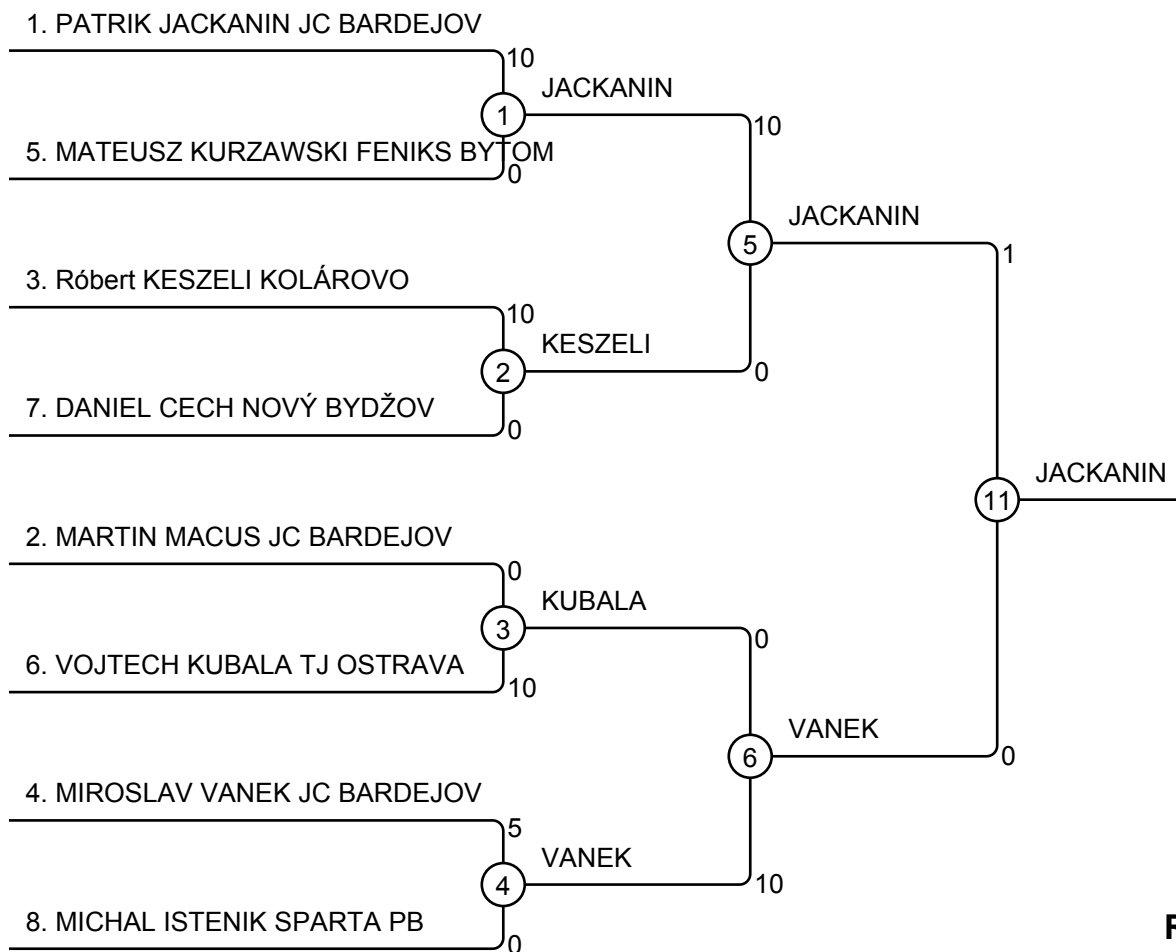 1. PATRIK JACKANIN JC BARDEJOV
10
JACKANIN
1
10
5. MATEUSZ KURZAWSKI FENIKS BYTOM
0
JACKANIN
5
1
3. Róbert KESZELI KOLÁROVO
10
KESZELI
2
0
7. DANIEL CECH NOVÝ BYDŽOV
0
JACKANIN
11
2. MARTIN MACUS JC BARDEJOV
0
KUBALA
3
0
6. VOJTECH KUBALA TJ OSTRAVA
10
VANEK
6
0
4. MIROSLAV VANEK JC BARDEJOV
5
VANEK
4
10
8. MICHAL ISTENIK SPARTA PB
0